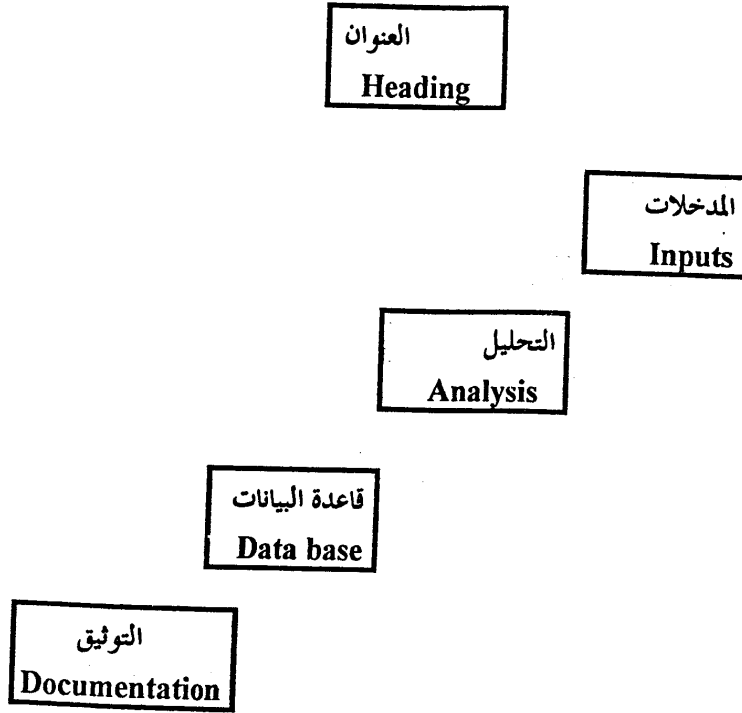 العنوان
Heading
المدخلات
Inputs
التحليل
Analysis
قاعدة البيانات
Data base
التوثيق
Documentation